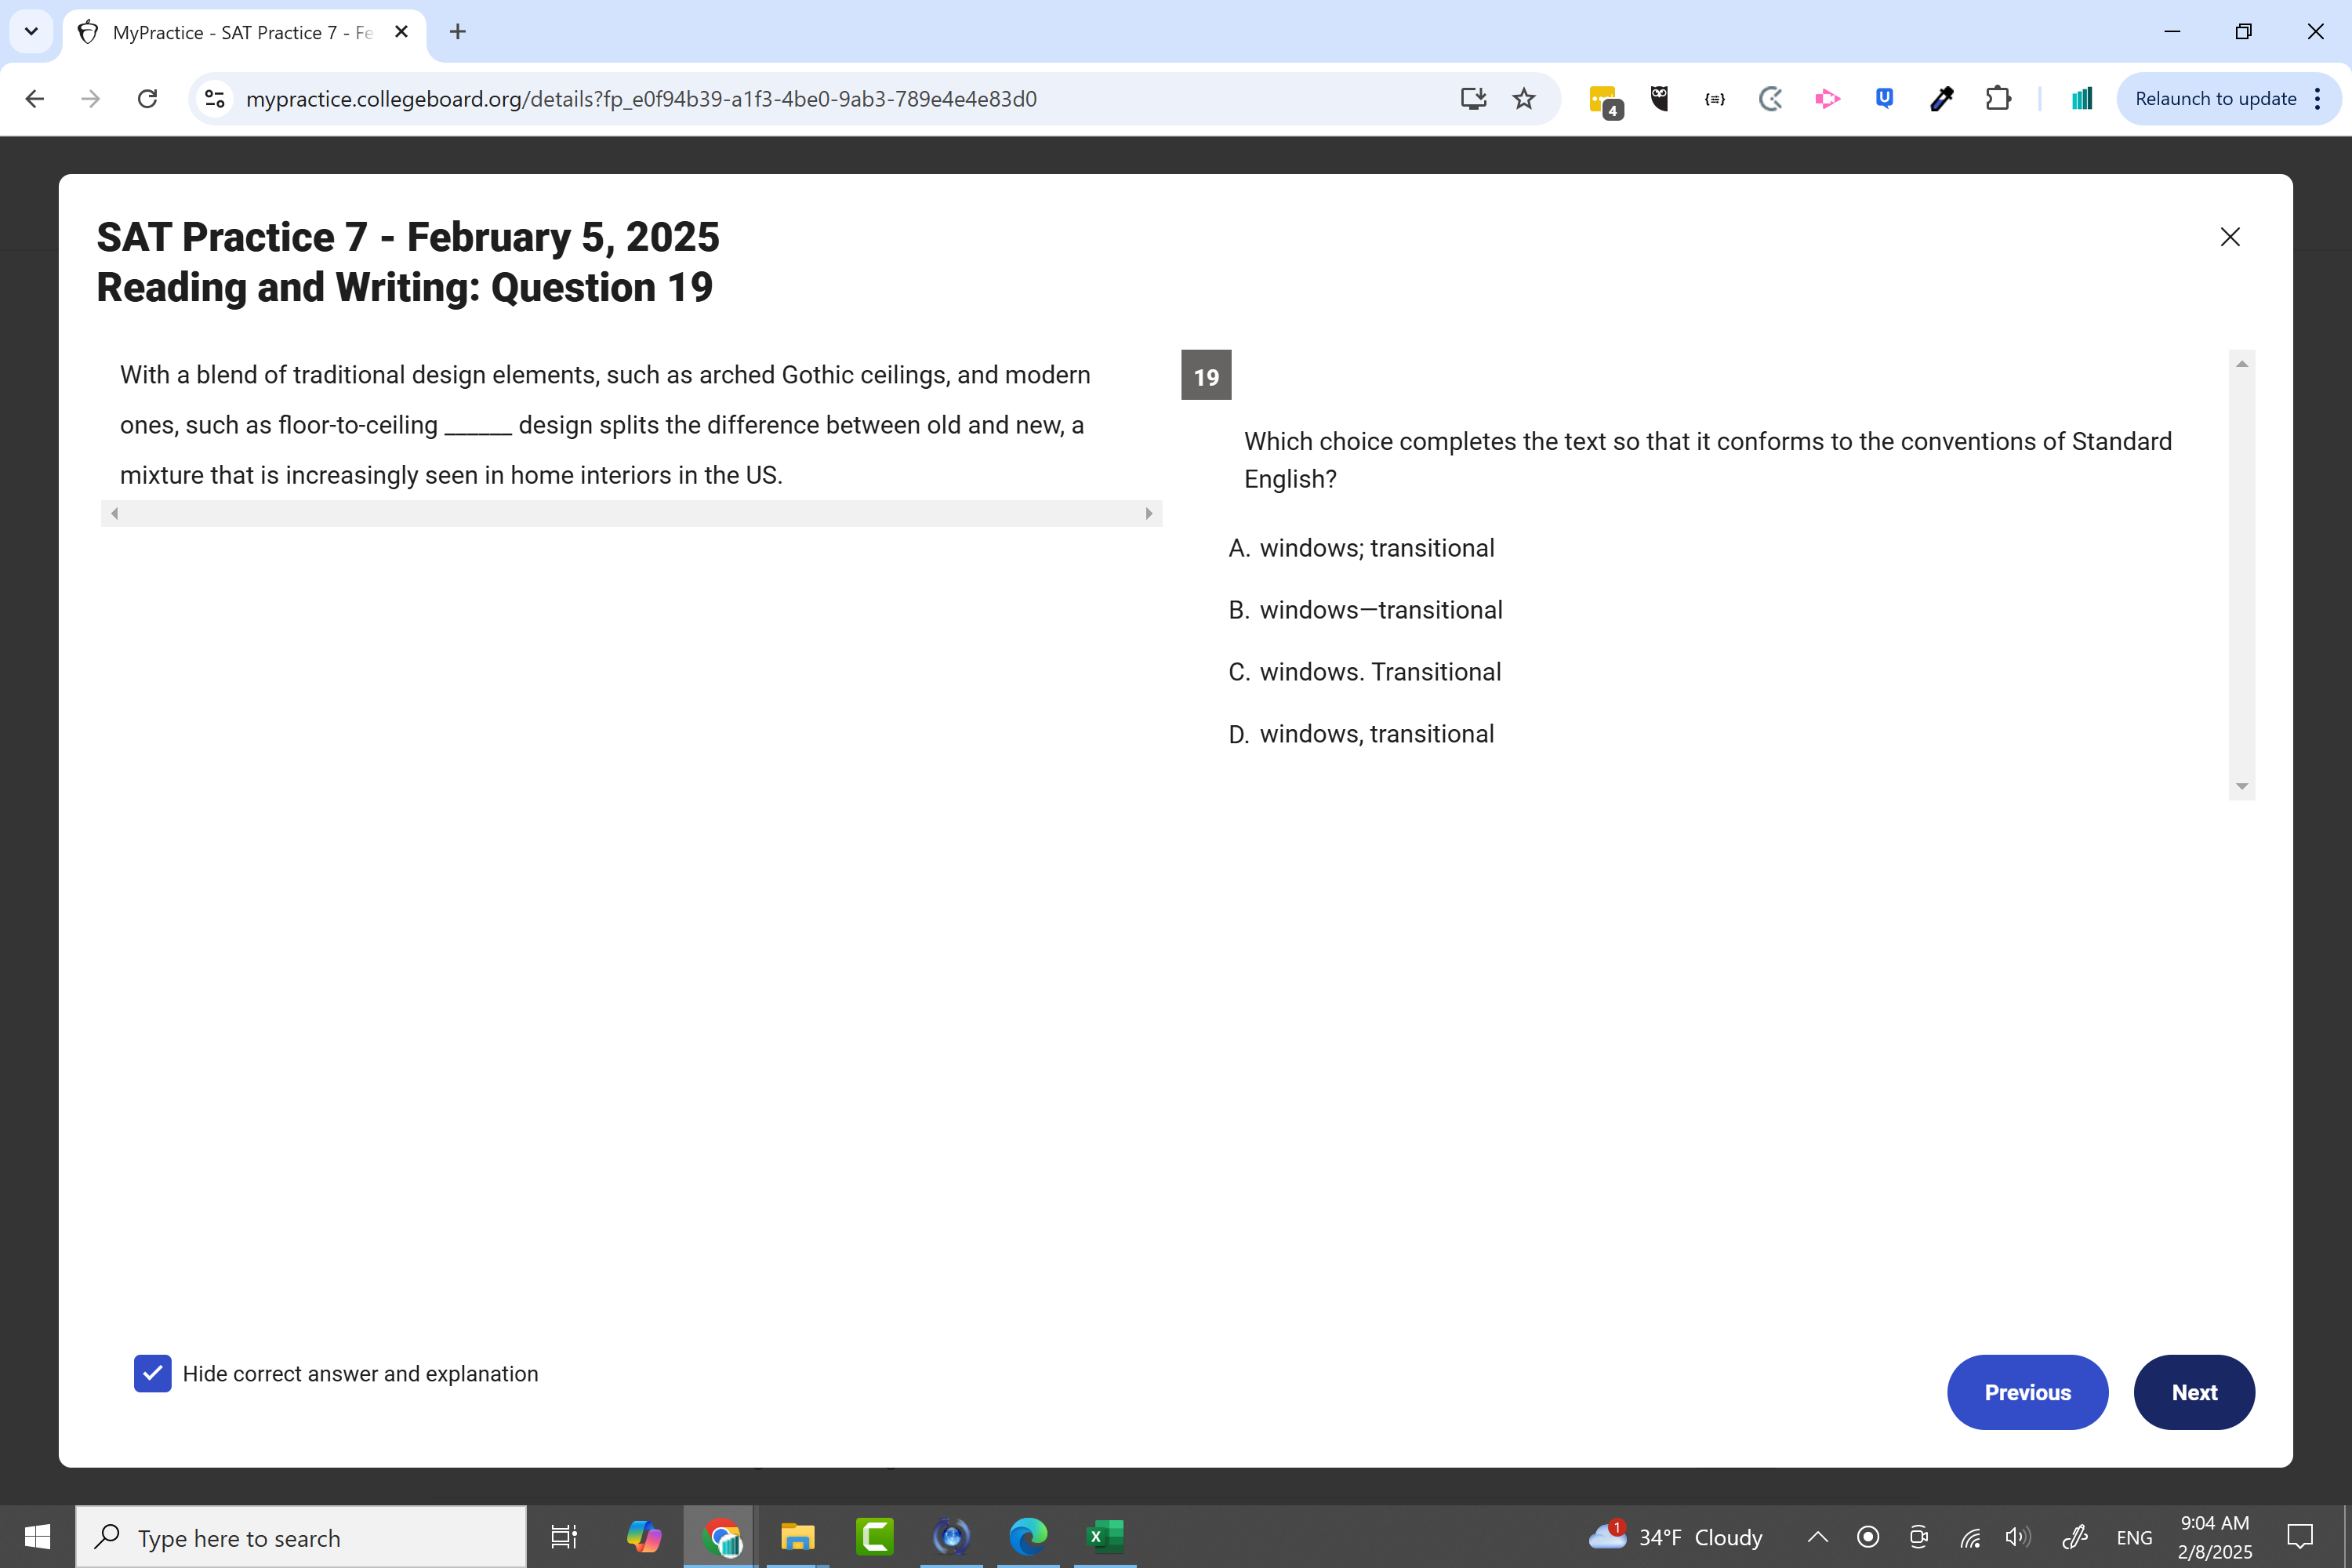 MyPractice - SAT Practice 7 - Fe
mypractice.collegeboard.org/details?fp_e0f94b39-a1f3-4be0-9ab3-789e4e4e83d0
4
Relaunch to update
SAT Practice 7 - February 5, 2025
Reading and Writing: Question 19
With a blend of traditional design elements, such as arched Gothic ceilings, and modern
ones, such as floor-to-ceiling ______ design splits the difference between old and new, a
mixture that is increasingly seen in home interiors in the US.
19
Which choice completes the text so that it conforms to the conventions of Standard
English?
A. windows; transitional
B. windows—transitional
C. windows. Transitional
D. windows, transitional
Hide correct answer and explanation
Previous
Next
Type here to search
1
34°F Cloudy
ENG
9:04 AM
2/8/2025